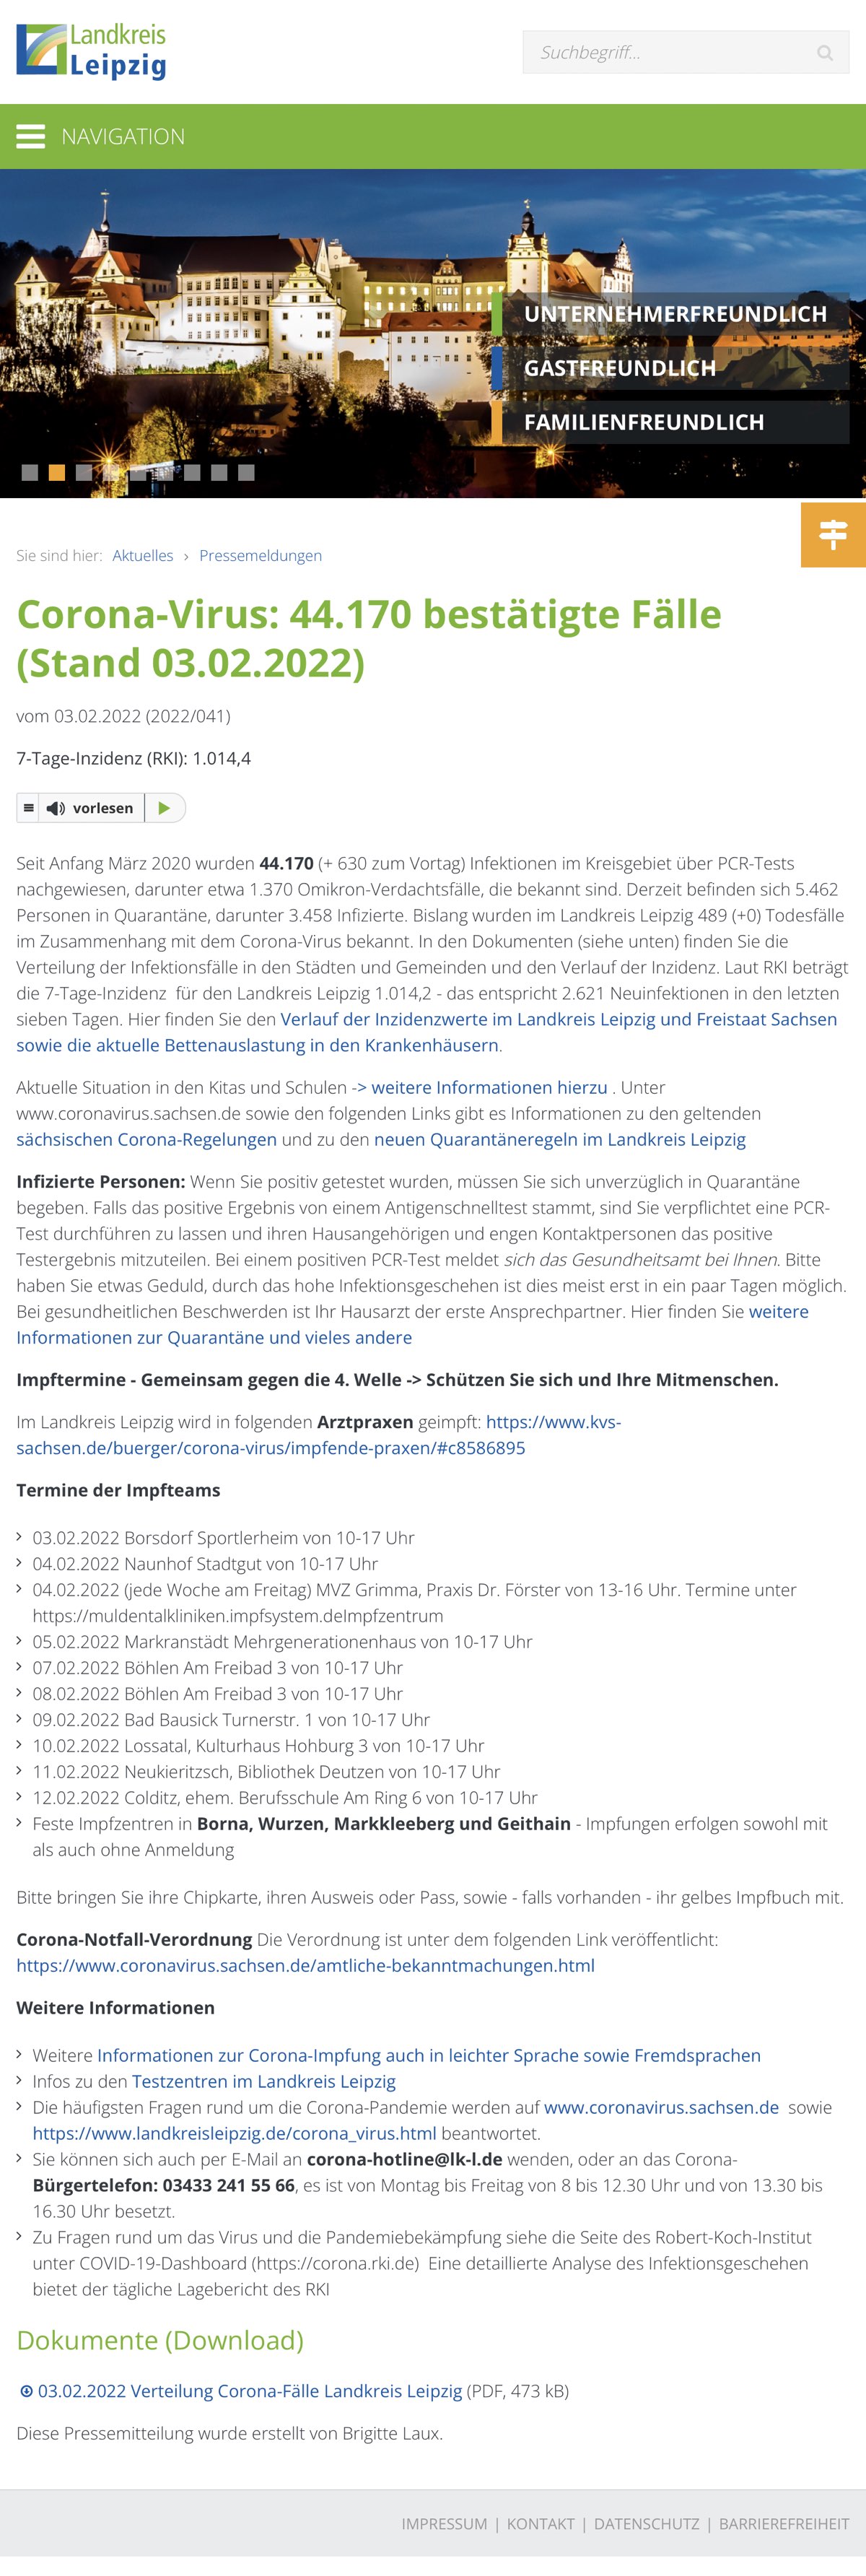 Landkreis
Leipzig
Suchbegriff...
NAVIGATION
UNTERNEHMERFREUNDLICH
GASTFREUNDLICH
FAMILIENFREUNDLICH
Sie sind hier: Aktuelles › Pressemeldungen
Corona-Virus: 44.170 bestätigte Fälle
(Stand 03.02.2022)
vom 03.02.2022 (2022/041)
7-Tage-Inzidenz (RKI): 1.014,4
vorlesen
Seit Anfang März 2020 wurden 44.170 (+ 630 zum Vortag) Infektionen im Kreisgebiet über PCR-Tests
nachgewiesen, darunter etwa 1.370 Omikron-Verdachtsfälle, die bekannt sind. Derzeit befinden sich 5.462
Personen in Quarantäne, darunter 3.458 Infizierte. Bislang wurden im Landkreis Leipzig 489 (+0) Todesfälle
im Zusammenhang mit dem Corona-Virus bekannt. In den Dokumenten (siehe unten) finden Sie die
Verteilung der Infektionsfälle in den Städten und Gemeinden und den Verlauf der Inzidenz. Laut RKI beträgt
die 7-Tage-Inzidenz  für den Landkreis Leipzig 1.014,2 - das entspricht 2.621 Neuinfektionen in den letzten
sieben Tagen. Hier finden Sie den Verlauf der Inzidenzwerte im Landkreis Leipzig und Freistaat Sachsen
sowie die aktuelle Bettenauslastung in den Krankenhäusern.
Aktuelle Situation in den Kitas und Schulen -> weitere Informationen hierzu . Unter
www.coronavirus.sachsen.de sowie den folgenden Links gibt es Informationen zu den geltenden
sächsischen Corona-Regelungen und zu den neuen Quarantäneregeln im Landkreis Leipzig
Infizierte Personen: Wenn Sie positiv getestet wurden, müssen Sie sich unverzüglich in Quarantäne
begeben. Falls das positive Ergebnis von einem Antigenschnelltest stammt, sind Sie verpflichtet eine PCR-
Test durchführen zu lassen und ihren Hausangehörigen und engen Kontaktpersonen das positive
Testergebnis mitzuteilen. Bei einem positiven PCR-Test meldet sich das Gesundheitsamt bei Ihnen. Bitte
haben Sie etwas Geduld, durch das hohe Infektionsgeschehen ist dies meist erst in ein paar Tagen möglich.
Bei gesundheitlichen Beschwerden ist Ihr Hausarzt der erste Ansprechpartner. Hier finden Sie weitere
Informationen zur Quarantäne und vieles andere
Impftermine - Gemeinsam gegen die 4. Welle -> Schützen Sie sich und Ihre Mitmenschen.
Im Landkreis Leipzig wird in folgenden Arztpraxen geimpft: https://www.kvs-
sachsen.de/buerger/corona-virus/impfende-praxen/#c8586895
Termine der Impfteams
03.02.2022 Borsdorf Sportlerheim von 10-17 Uhr
04.02.2022 Naunhof Stadtgut von 10-17 Uhr
04.02.2022 (jede Woche am Freitag) MVZ Grimma, Praxis Dr. Förster von 13-16 Uhr. Termine unter
https://muldentalkliniken.impfsystem.deImpfzentrum
05.02.2022 Markranstädt Mehrgenerationenhaus von 10-17 Uhr
07.02.2022 Böhlen Am Freibad 3 von 10-17 Uhr
08.02.2022 Böhlen Am Freibad 3 von 10-17 Uhr
09.02.2022 Bad Bausick Turnerstr. 1 von 10-17 Uhr
10.02.2022 Lossatal, Kulturhaus Hohburg 3 von 10-17 Uhr
11.02.2022 Neukieritzsch, Bibliothek Deutzen von 10-17 Uhr
12.02.2022 Colditz, ehem. Berufsschule Am Ring 6 von 10-17 Uhr
Feste Impfzentren in Borna, Wurzen, Markkleeberg und Geithain - Impfungen erfolgen sowohl mit
als auch ohne Anmeldung
Bitte bringen Sie ihre Chipkarte, ihren Ausweis oder Pass, sowie - falls vorhanden - ihr gelbes Impfbuch mit.
Corona-Notfall-Verordnung Die Verordnung ist unter dem folgenden Link veröffentlicht:
https://www.coronavirus.sachsen.de/amtliche-bekanntmachungen.html
Weitere Informationen
Weitere Informationen zur Corona-Impfung auch in leichter Sprache sowie Fremdsprachen
Infos zu den Testzentren im Landkreis Leipzig
Die häufigsten Fragen rund um die Corona-Pandemie werden auf www.coronavirus.sachsen.de  sowie
https://www.landkreisleipzig.de/corona_virus.html beantwortet.
Sie können sich auch per E-Mail an corona-hotline@lk-l.de wenden, oder an das Corona-
Bürgertelefon: 03433 241 55 66, es ist von Montag bis Freitag von 8 bis 12.30 Uhr und von 13.30 bis
16.30 Uhr besetzt.
Zu Fragen rund um das Virus und die Pandemiebekämpfung siehe die Seite des Robert-Koch-Institut
unter COVID-19-Dashboard (https://corona.rki.de)  Eine detaillierte Analyse des Infektionsgeschehen
bietet der tägliche Lagebericht des RKI
Dokumente (Download)
03.02.2022 Verteilung Corona-Fälle Landkreis Leipzig (PDF, 473 kB)
Diese Pressemitteilung wurde erstellt von Brigitte Laux.
IMPRESSUM | KONTAKT | DATENSCHUTZ | BARRIEREFREIHEIT